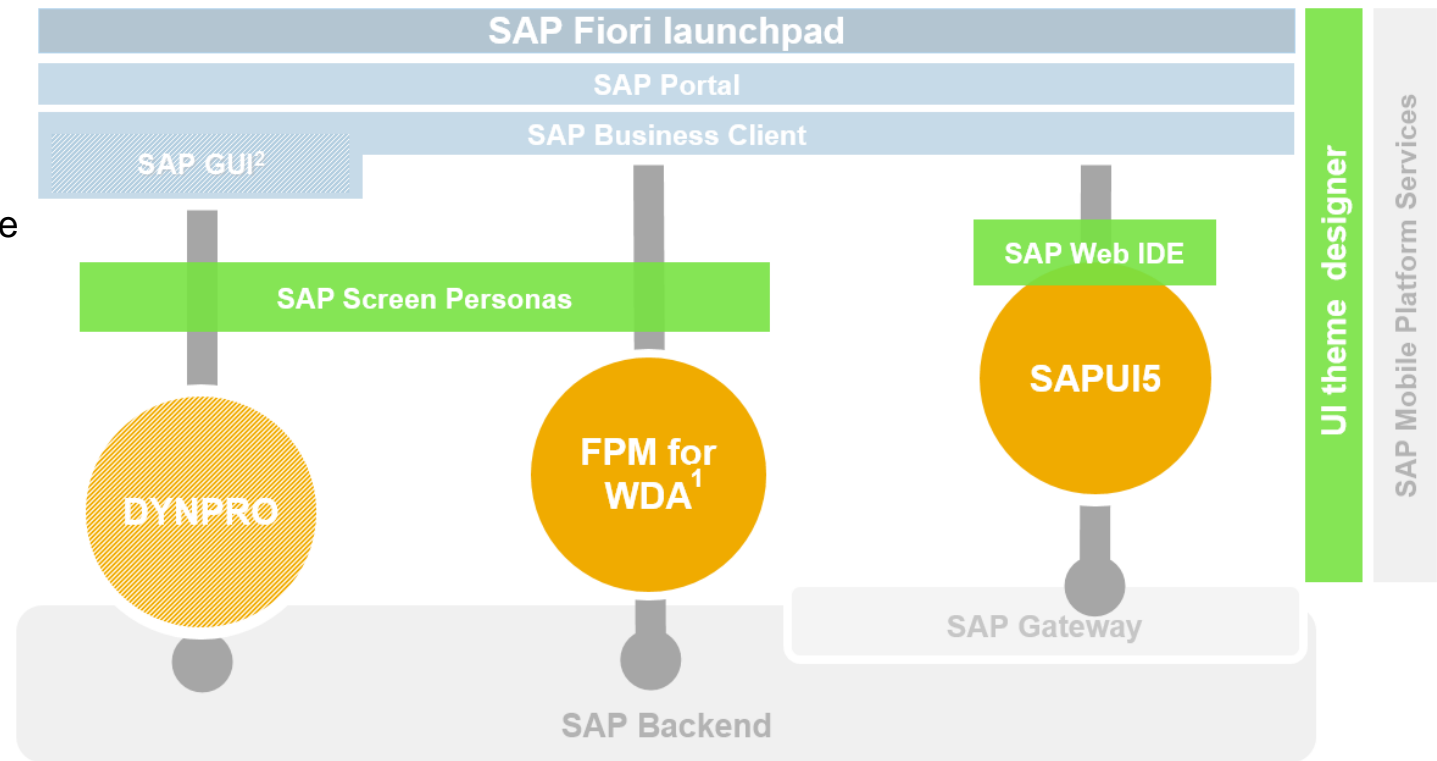 SAP Fiori launchpad
SAP Portal
SAP Business Client
SAP GUI²
e
SAP Screen Personas
SAP Web IDE
DYNPRO
FPM for
WDA¹
SAPUI5
SAP Gateway
SAP Backend
UI theme designer
SAP Mobile Platform Services